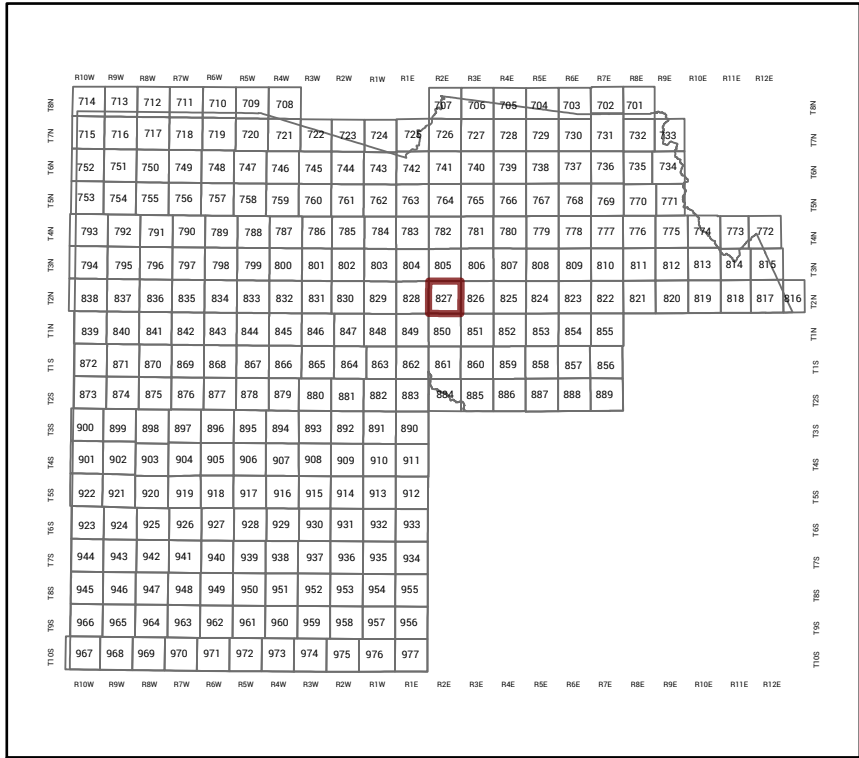 R10W R9W R8W R7W R6W R5W R4W R3W R2W R1W R1E R2E R3E R4E R5E R6E R7E R8E R9E R10E R11E R12E
T8N 714 713 712 711 710 709 708 707 706 705 704 703 702 701 T8N
T7N 715 716 717 718 719 720 721 722 723 724 725 726 727 728 729 730 731 732 733 T7N
T6N 752 751 750 749 748 747 746 745 744 743 742 741 740 739 738 737 736 735 734 T6N
T5N 753 754 755 756 757 758 759 760 761 762 763 764 765 766 767 768 769 770 771 T5N
T4N 793 792 791 790 789 788 787 786 785 784 783 782 781 780 779 778 777 776 775 774 773 772 T4N
T3N 794 795 796 797 798 799 800 801 802 803 804 805 806 807 808 809 810 811 812 813 814 815 T3N
T2N 838 837 836 835 834 833 832 831 830 829 828 827 826 825 824 823 822 821 820 819 818 817 816 T2N
T1N 839 840 841 842 843 844 845 846 847 848 849 850 851 852 853 854 855 T1N
T1S 872 871 870 869 868 867 866 865 864 863 862 861 860 859 858 857 856 T1S
T2S 873 874 875 876 877 878 879 880 881 882 883 884 885 886 887 888 889 T2S
T3S 900 899 898 897 896 895 894 893 892 891 890 T3S
T4S 901 902 903 904 905 906 907 908 909 910 911 T4S
T5S 922 921 920 919 918 917 916 915 914 913 912 T5S
T6S 923 924 925 926 927 928 929 930 931 932 933 T6S
T7S 944 943 942 941 940 939 938 937 936 935 934 T7S
T8S 945 946 947 948 949 950 951 952 953 954 955 T8S
T9S 966 965 964 963 962 961 960 959 958 957 956 T9S
T10S 967 968 969 970 971 972 973 974 975 976 977 T10S
R10W R9W R8W R7W R6W R5W R4W R3W R2W R1W R1E R2E R3E R4E R5E R6E R7E R8E R9E R10E R11E R12E